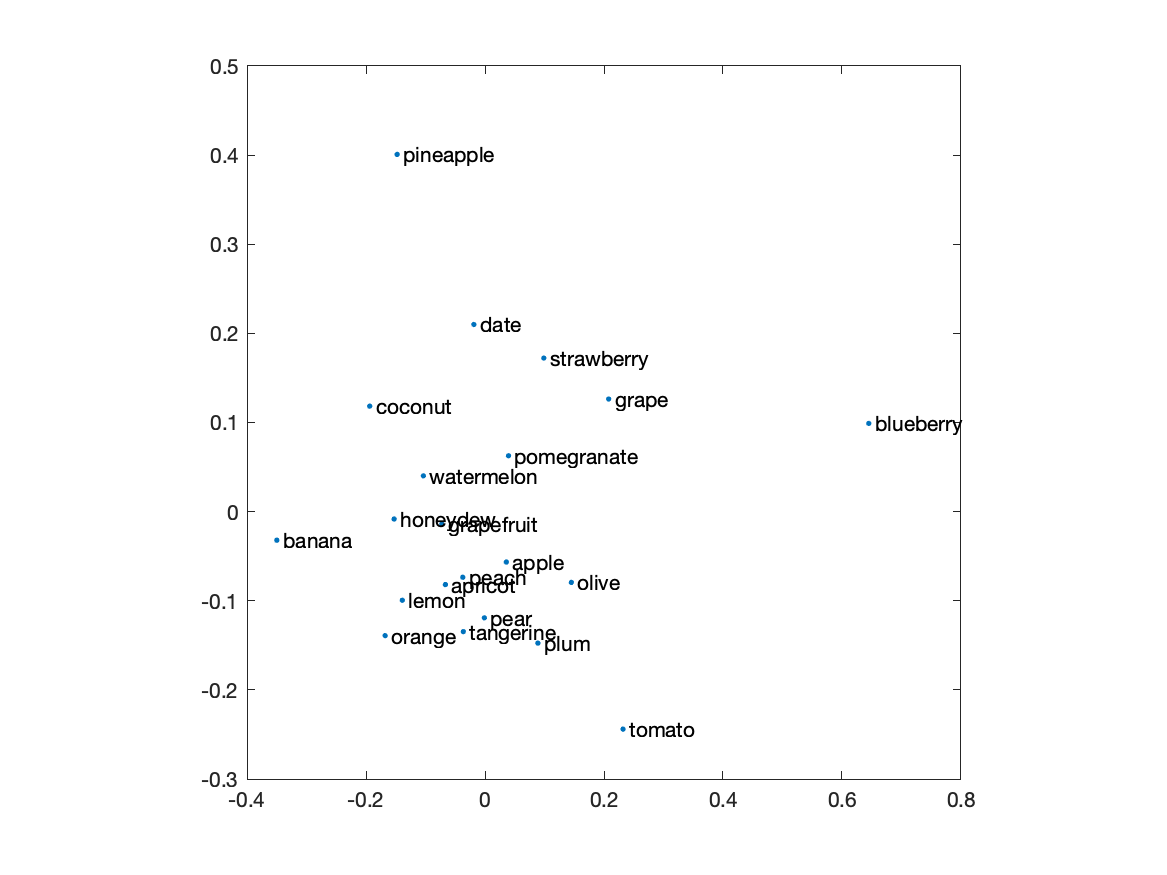 0.5
pineapple
0.4
0.3
date
0.2
strawberry
grape
coconut
blueberry
0.1
pomegranate
watermelon
0
honeydew
grapefruit
banana
apple
peach
olive
apricot
lemon
-0.1
pear
tangerine
orange
plum
-0.2
tomato
-0.3
-0.4 -0.2 0 0.2 0.4 0.6 0.8